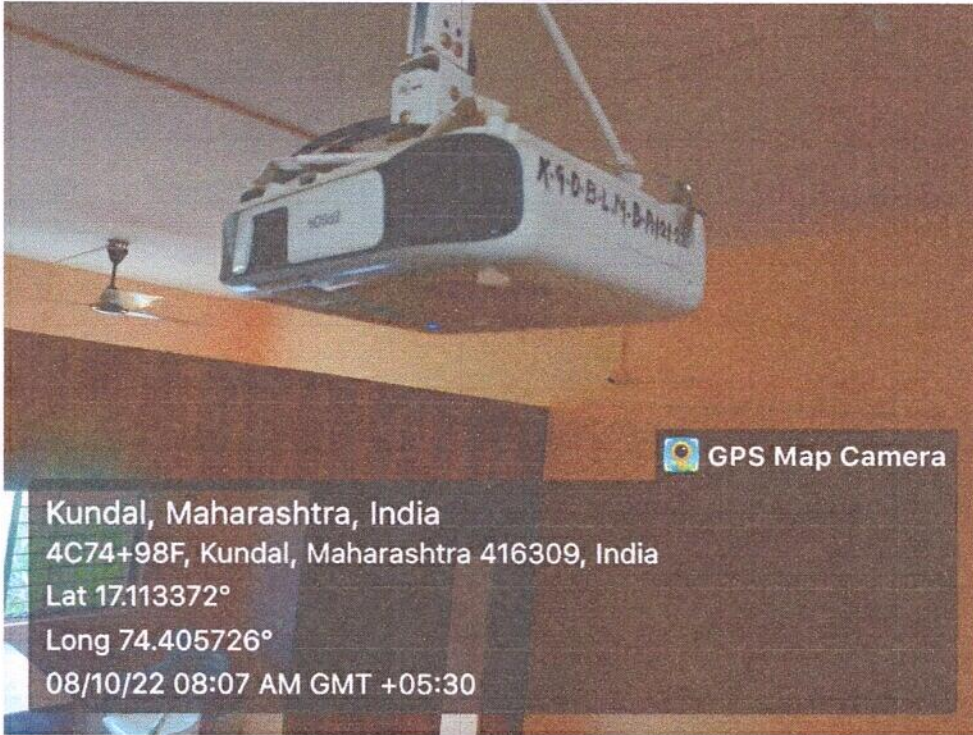 EPSON
GPS Map Camera
Kundal, Maharashtra, India
4C74+98F, Kundal, Maharashtra 416309, India
Lat 17.113372°
Long 74.405726°
08/10/22 08:07 AM GMT +05:30